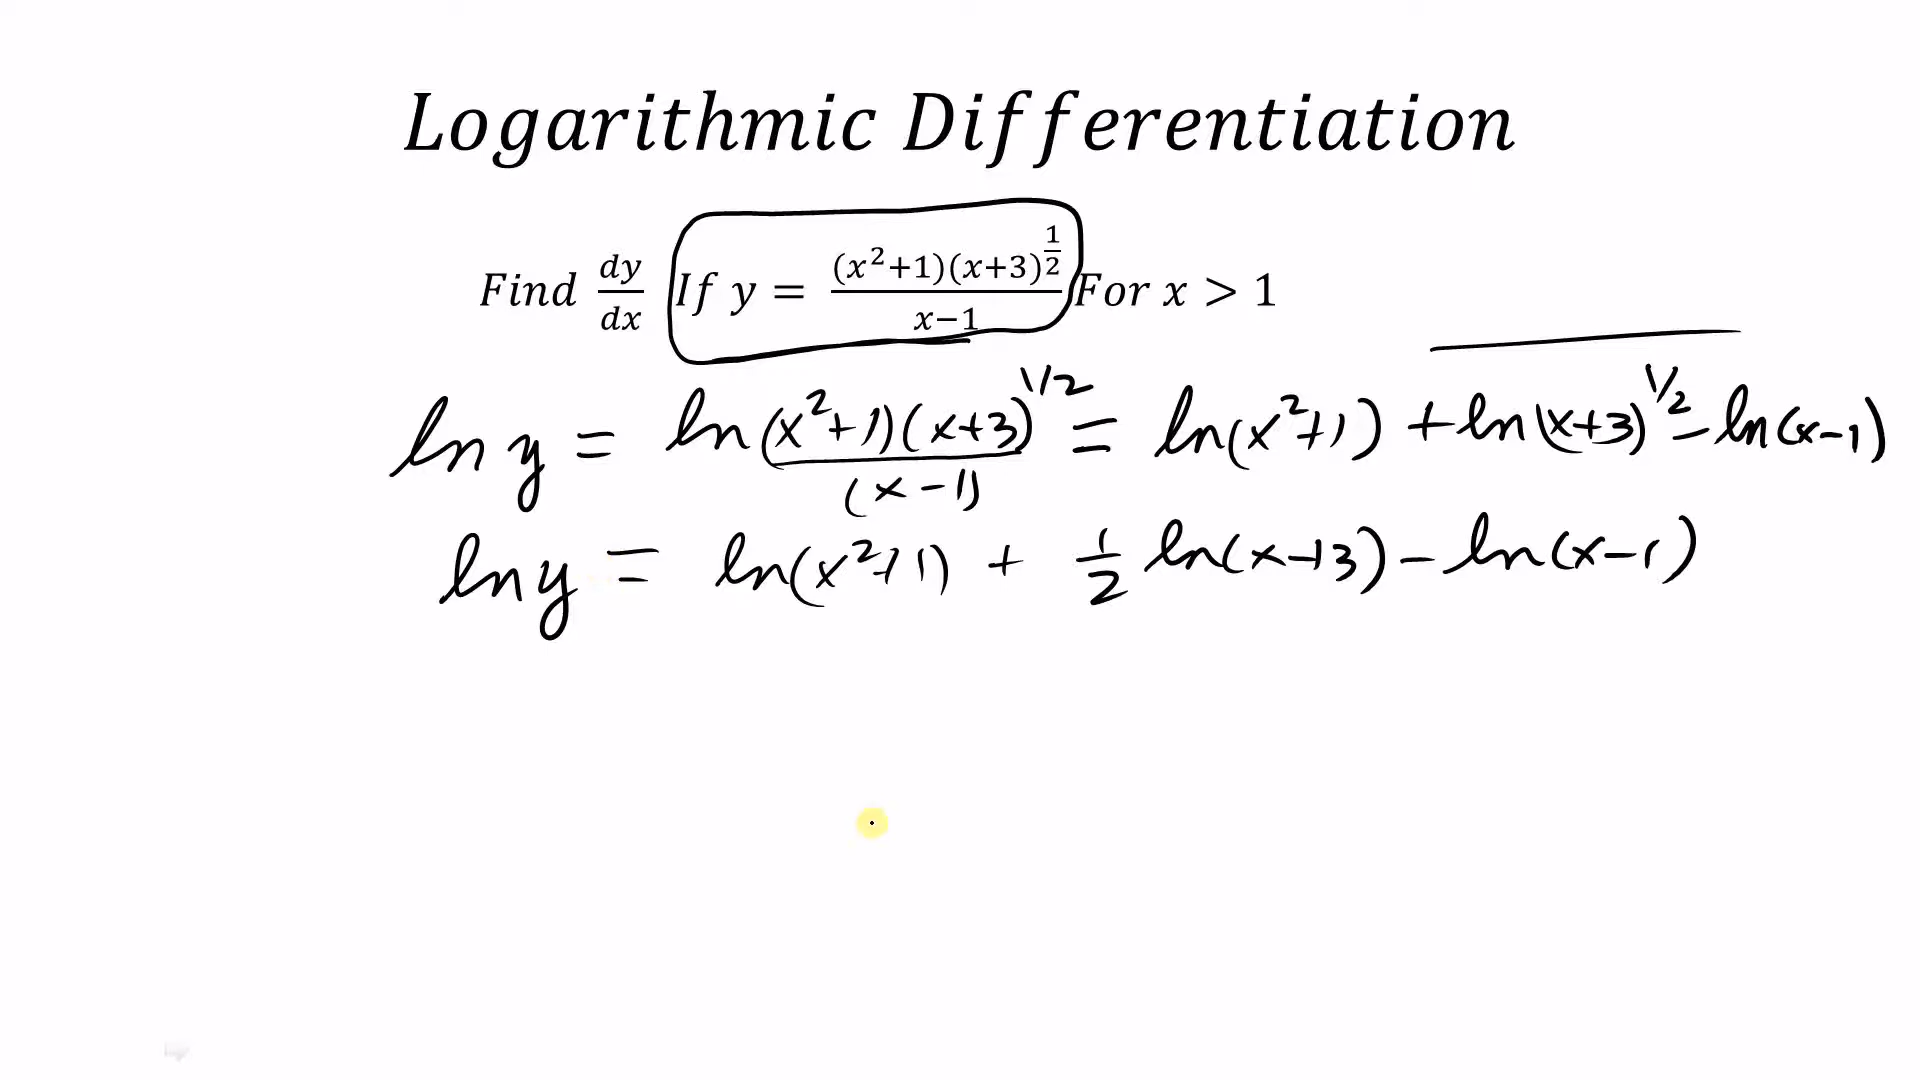 Logarithmic Differentiation
Find dy/dx If y = (x²+1)(x+3)^(1/2) / (x−1) For x > 1
ln y = ln (x²+1)(x+3)^(1/2) / (x−1) = ln(x²+1) + ln(x+3)^(1/2) − ln(x−1)
ln y = ln(x²+1) + 1/2 ln(x+3) − ln(x−1)